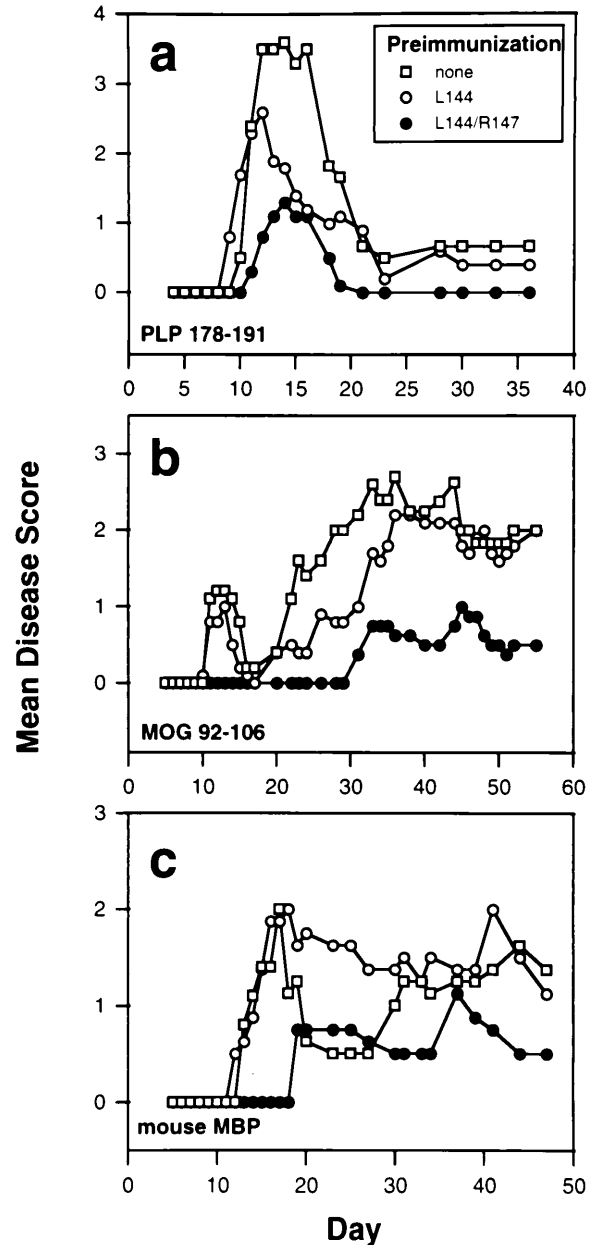 Mean Disease Score
a
4
3
2
1
0
Preimmunization
none
L144
L144/R147
PLP 178-191
0 5 10 15 20 25 30 35 40
b
3
2
1
0
MOG 92-106
0 10 20 30 40 50 60
c
3
2
1
0
mouse MBP
0 10 20 30 40 50
Day